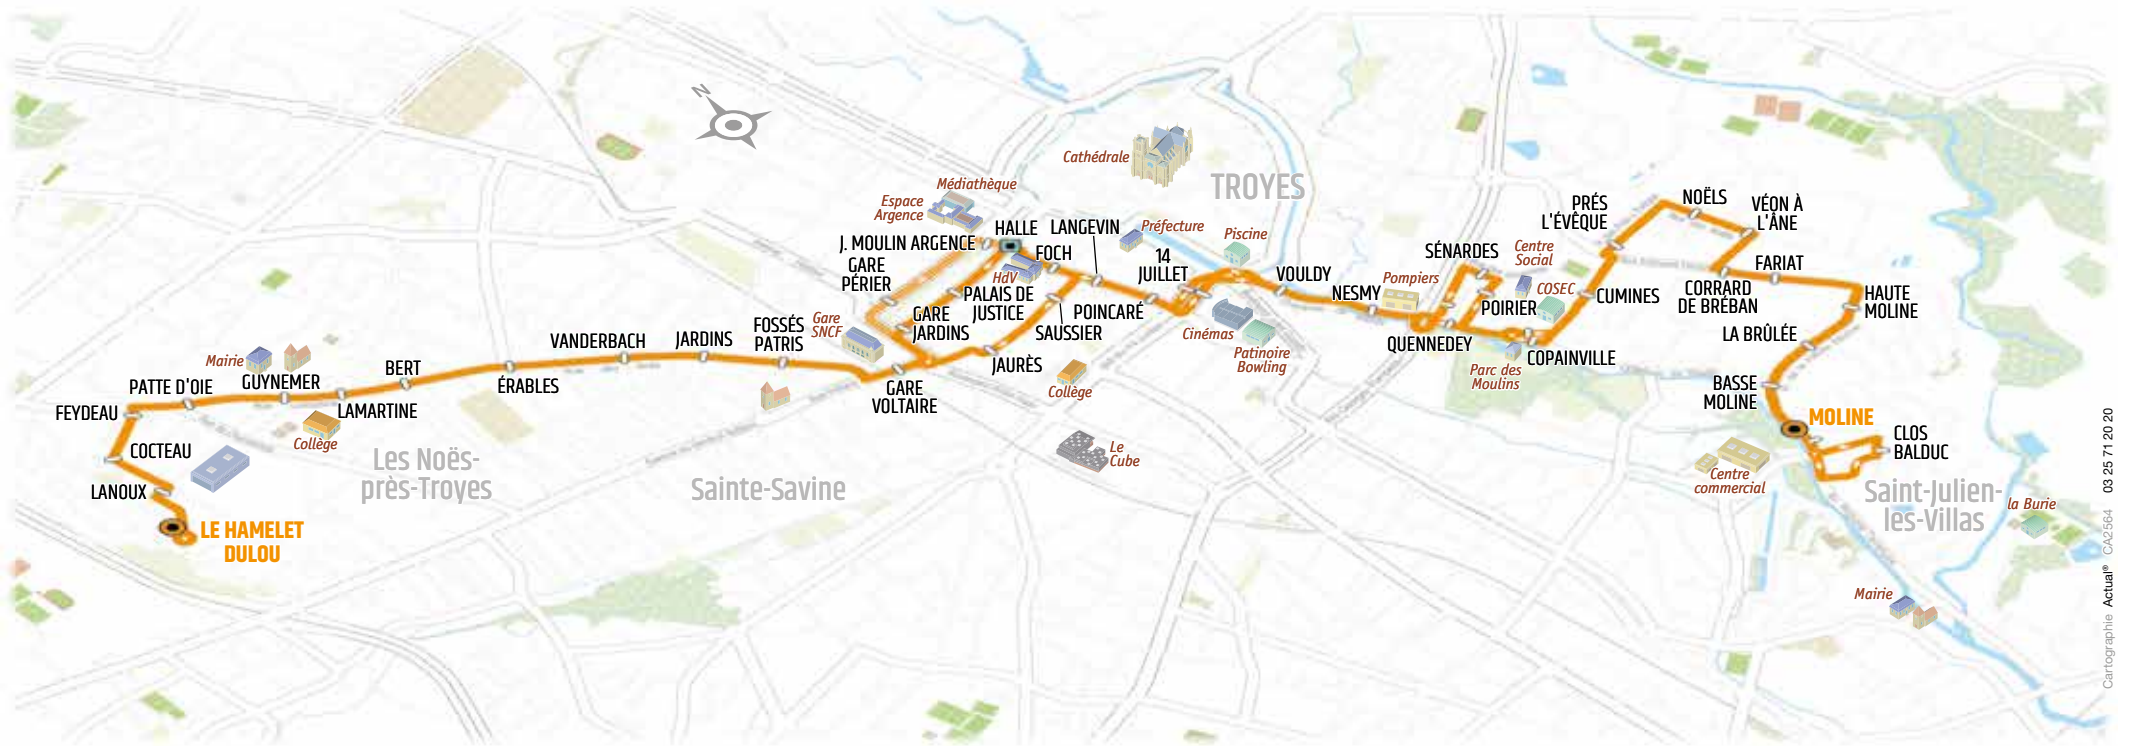 N
Cathédrale
TROYES
Médiathèque
Espace
Argence
HALLE
LANGEVIN
Préfecture
Piscine
J. MOULIN ARGENCE
FOCH
GARE
PÉRIER
HdV
14
JUILLET
VOULDY
PALAIS DE
JUSTICE
POINCARÉ
NESMY
Pompiers
SÉNARDES
Centre
Social
COSEC
POIRIER
PRÉS
L'ÉVÊQUE
NOËLS
VÉON À
L'ÂNE
CUMINES
CORRARD
DE BRÉBAN
FARIAT
HAUTE
MOLINE
LA BRÛLÉE
GARE
JARDINS
SAUSSIER
Cinémas
Patinoire
Bowling
QUENNEDEY
COPAINVILLE
Parc des
Moulins
Gare
SNCF
FOSSÉS
PATRIS
JARDINS
VANDERBACH
JAURÈS
Collège
GARE
VOLTAIRE
Mairie
GUYNEMER
BERT
ÉRABLES
PATTE D'OIE
LAMARTINE
FEYDEAU
Collège
COCTEAU
LANOUX
LE HAMELET
DULOU
Les Noës-
près-Troyes
Sainte-Savine
Le
Cube
BASSE
MOLINE
MOLINE
CLOS
BALDUC
Centre
commercial
Saint-Julien-
les-Villas
la Burie
Mairie
Cartographie Actual® CA2564 03 25 71 20 20